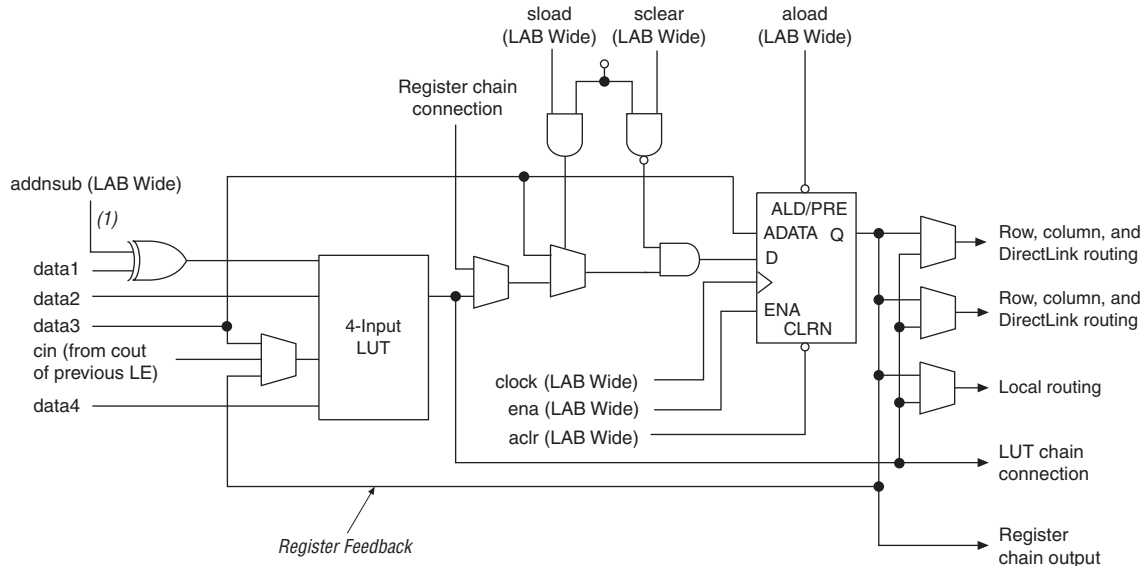 sload
(LAB Wide)
sclear
(LAB Wide)
aload
(LAB Wide)
Register chain
connection
addnsub (LAB Wide)
(1)
data1
data2
data3
cin (from cout
of previous LE)
data4
4-Input
LUT
ALD/PRE
ADATA
Q
D
ENA
CLRN
clock (LAB Wide)
ena (LAB Wide)
aclr (LAB Wide)
Row, column, and
DirectLink routing
Row, column, and
DirectLink routing
Local routing
LUT chain
connection
Register
chain output
Register Feedback